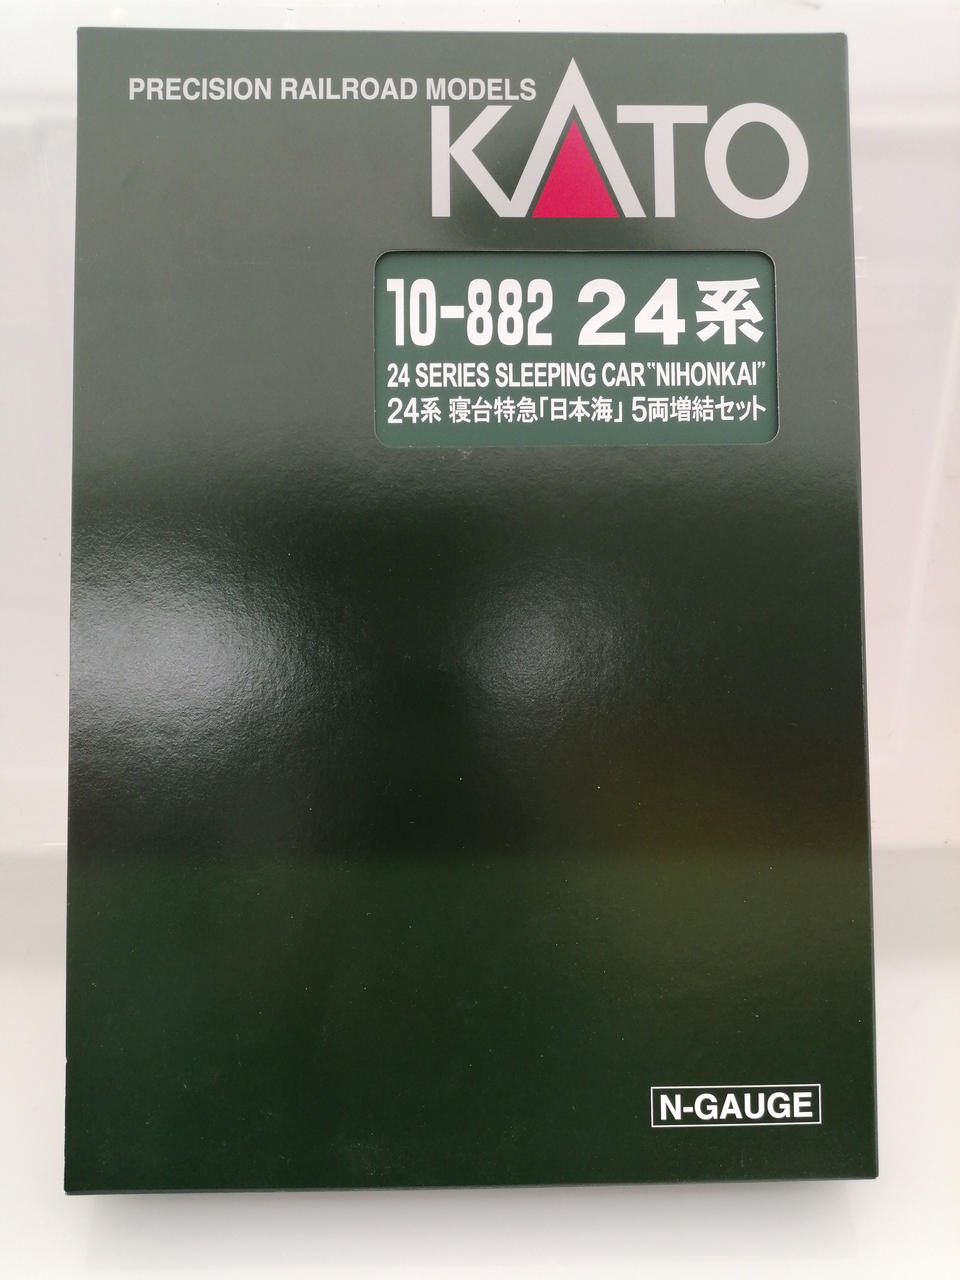 PRECISION RAILROAD MODELS
KATO
10-882 24系
24 SERIES SLEEPING CAR "NIHONKAI"
24系 寝台特急「日本海」 5両増結セット
N-GAUGE